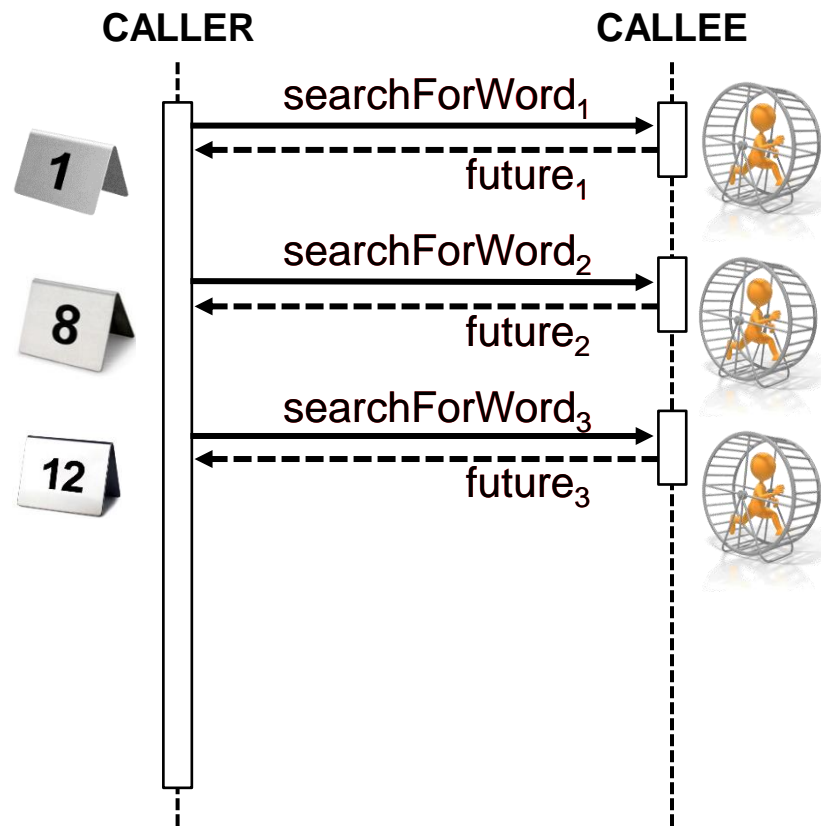 CALLER CALLEE
searchForWord₁
1
future₁
searchForWord₂
8
future₂
searchForWord₃
12
future₃